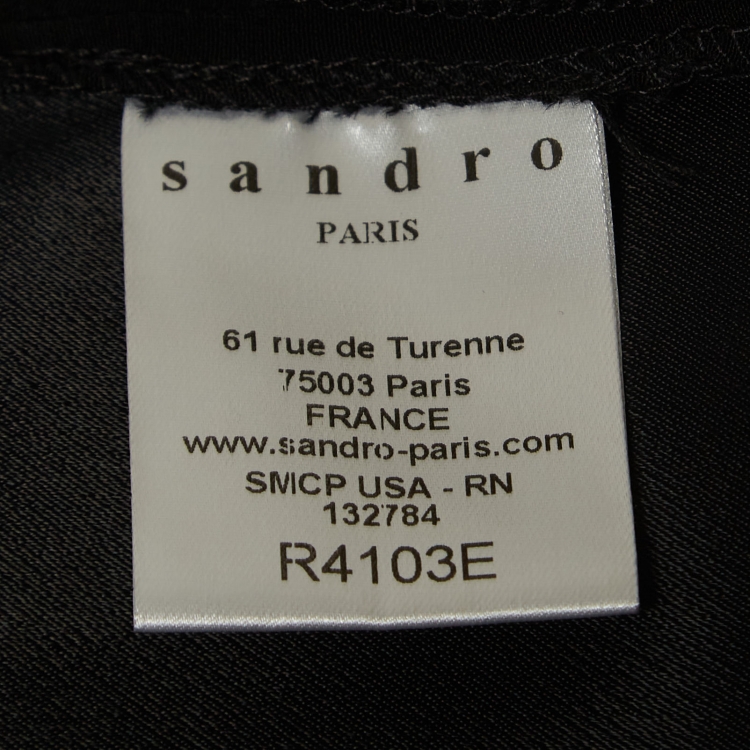 sandro
PARIS
61 rue de Turenne
75003 Paris
FRANCE
www.sandro-paris.com
SMCP USA - RN
132784
R4103E